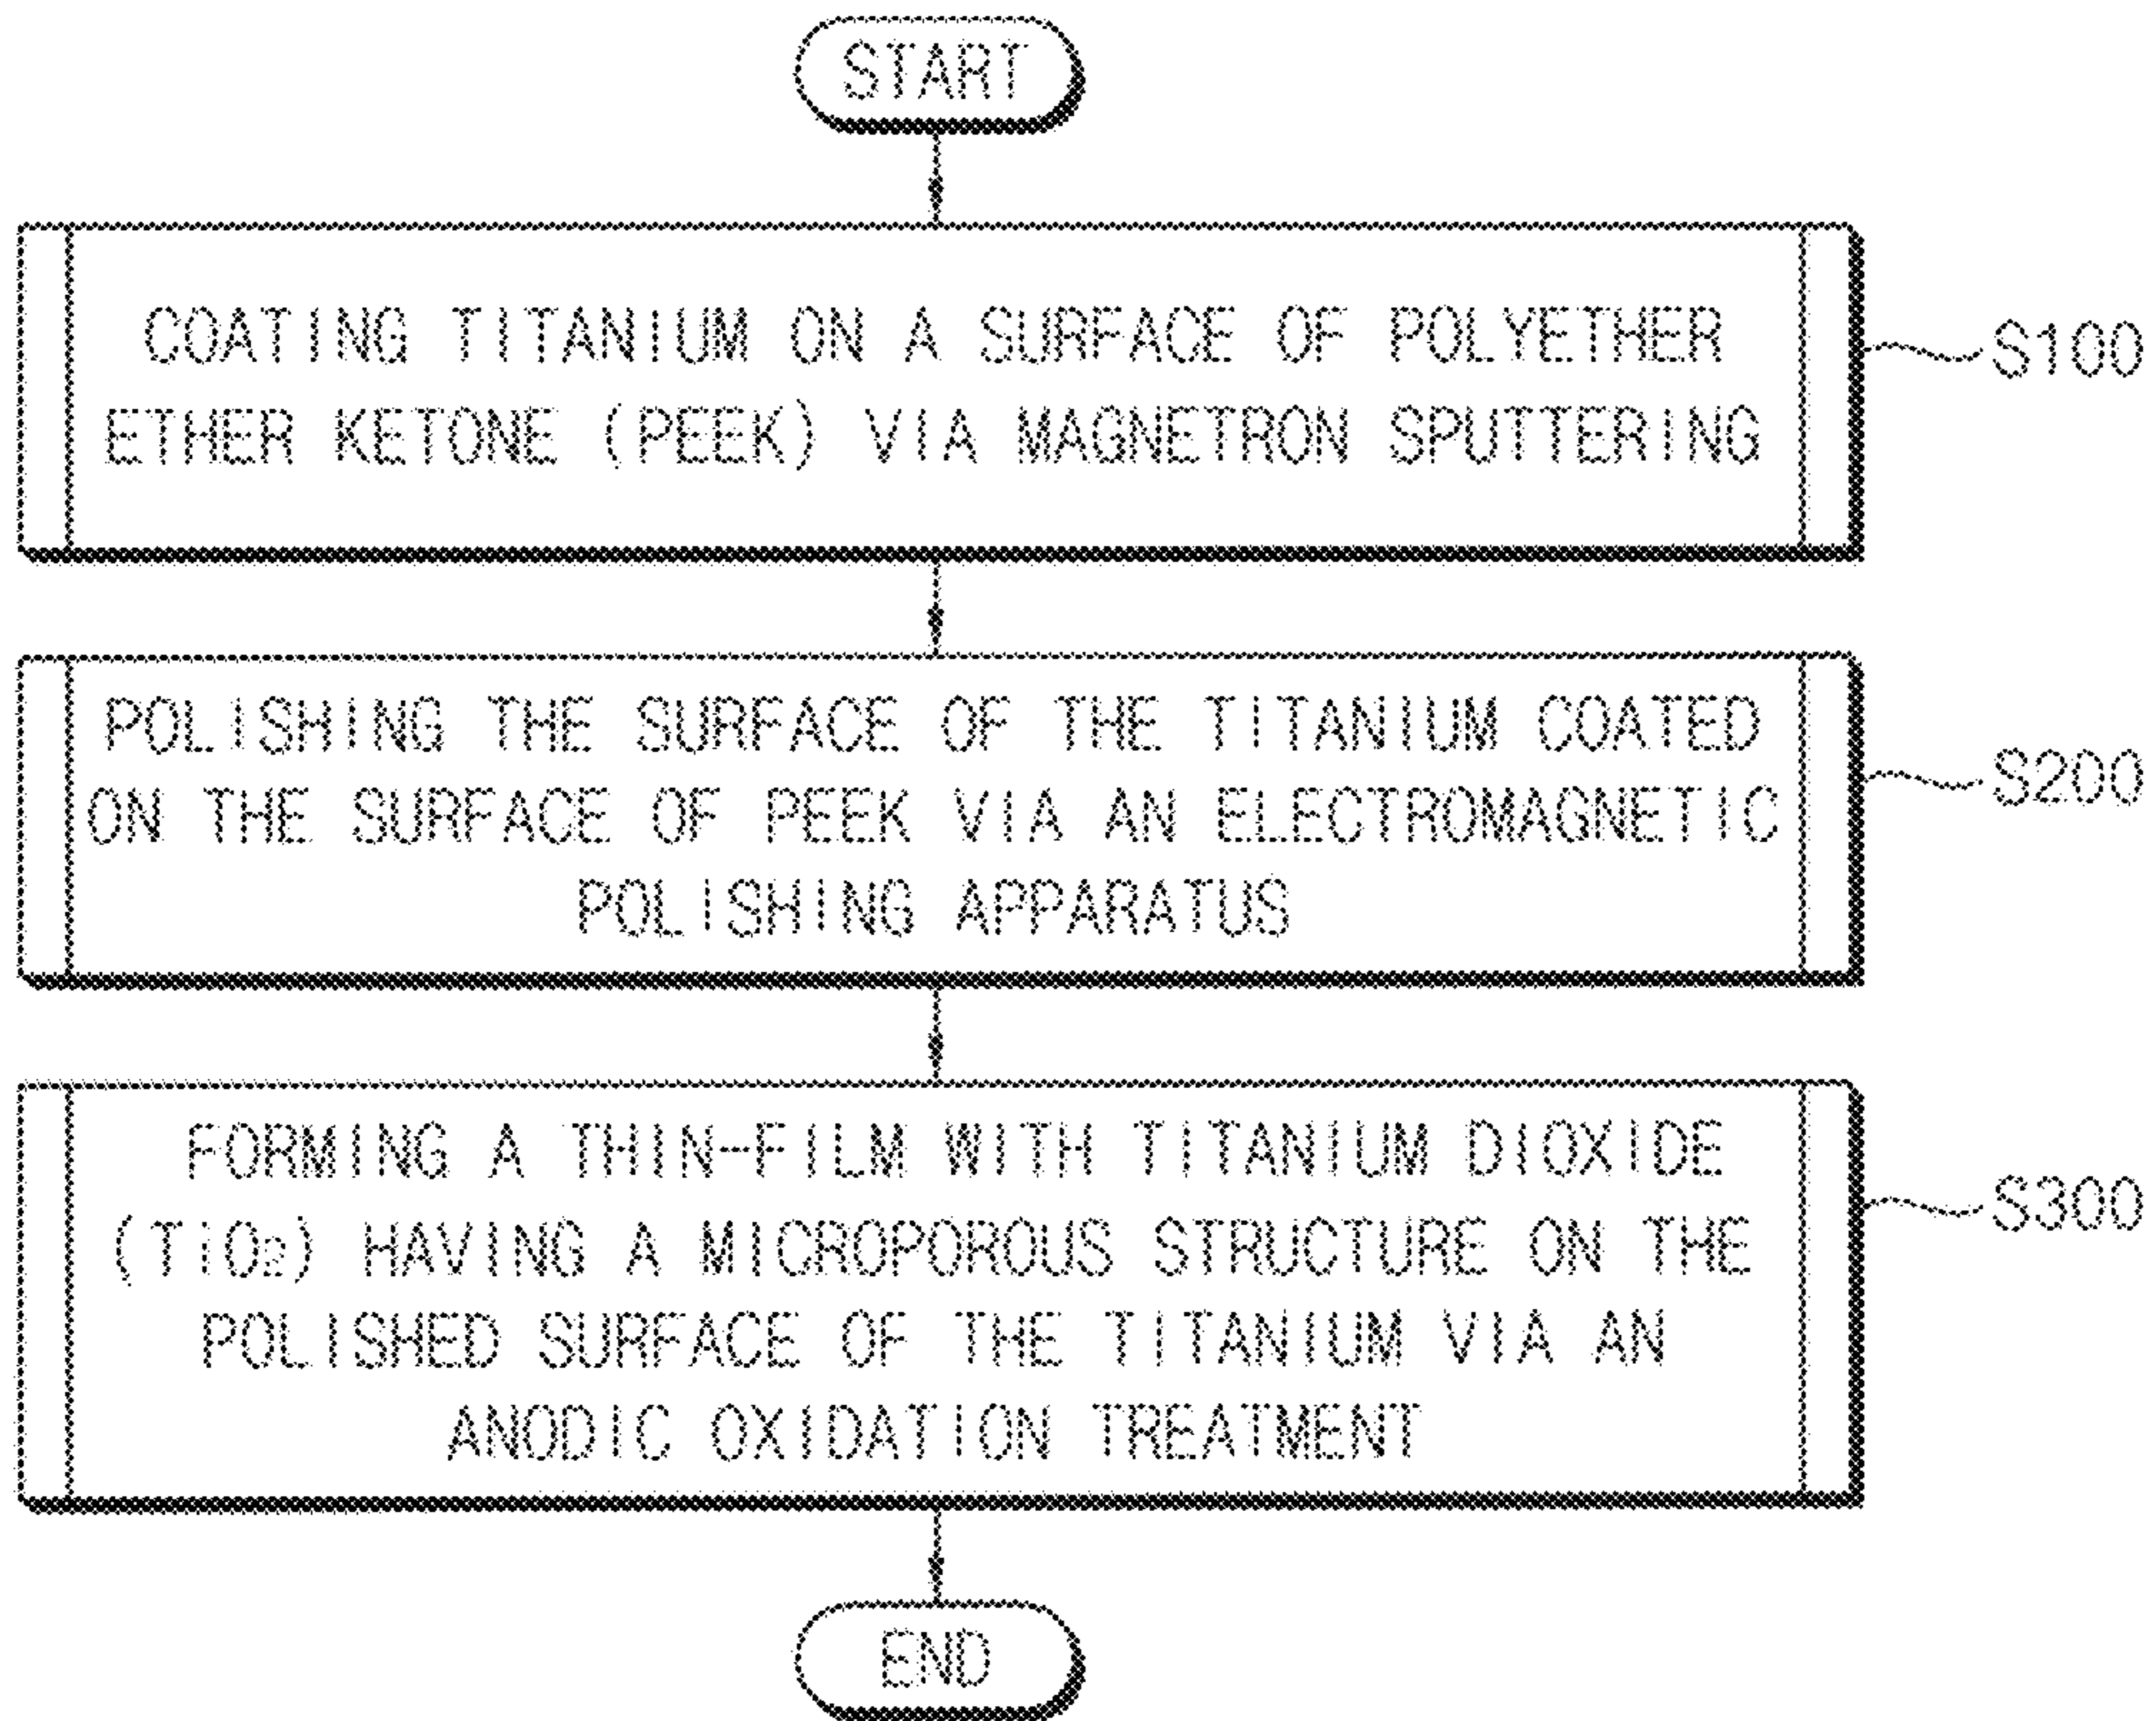 START
COATING TITANIUM ON A SURFACE OF POLYETHER
ETHER KETONE (PEEK) VIA MAGNETRON SPUTTERING
S100
POLISHING THE SURFACE OF THE TITANIUM COATED
ON THE SURFACE OF PEEK VIA AN ELECTROMAGNETIC
POLISHING APPARATUS
S200
FORMING A THIN-FILM WITH TITANIUM DIOXIDE
(TiO₂) HAVING A MICROPOROUS STRUCTURE ON THE
POLISHED SURFACE OF THE TITANIUM VIA AN
ANODIC OXIDATION TREATMENT
S300
END